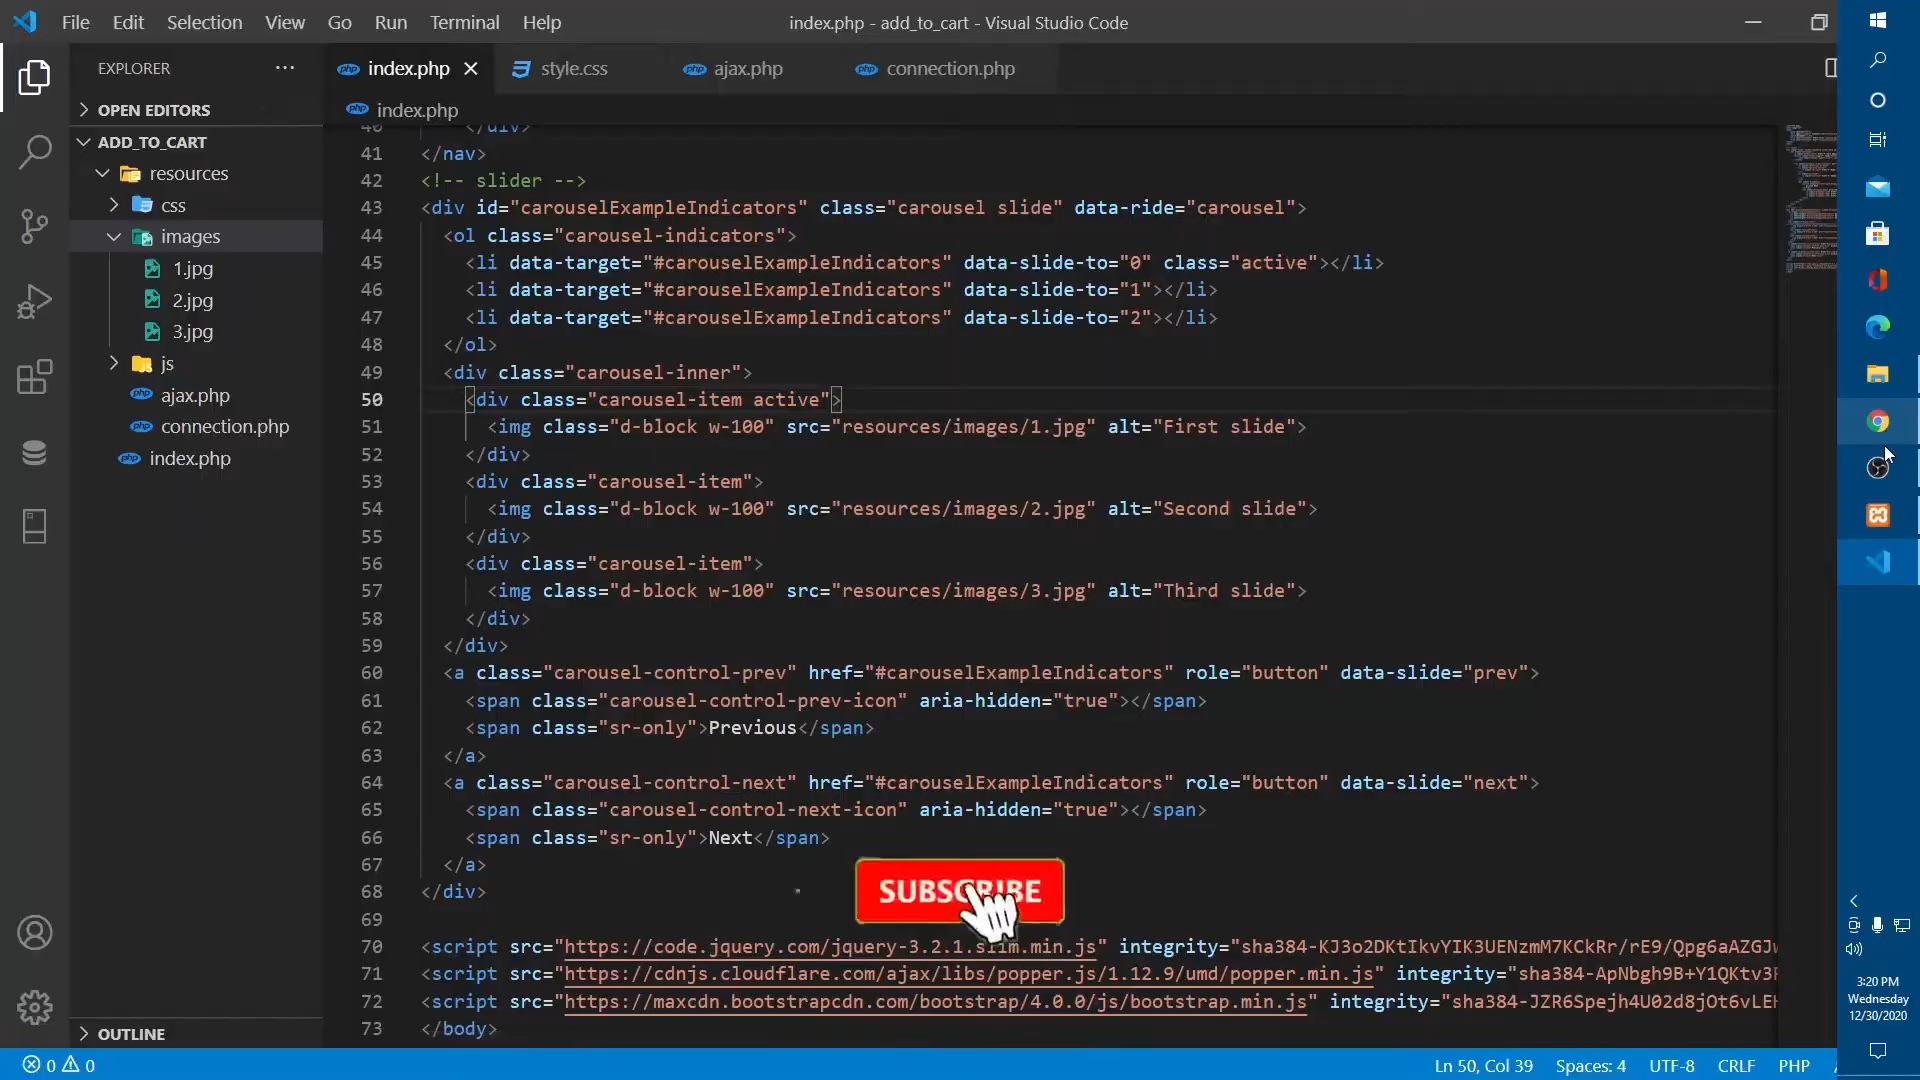 File Edit Selection View Go Run Terminal Help
index.php - add_to_cart - Visual Studio Code
EXPLORER
index.php
style.css
ajax.php
connection.php
OPEN EDITORS
ADD_TO_CART
resources
css
images
1.jpg
2.jpg
3.jpg
js
ajax.php
connection.php
index.php
OUTLINE
index.php
40 </div>
41 </nav>
42 <!-- slider -->
43 <div id="carouselExampleIndicators" class="carousel slide" data-ride="carousel">
44 <ol class="carousel-indicators">
45 <li data-target="#carouselExampleIndicators" data-slide-to="0" class="active"></li>
46 <li data-target="#carouselExampleIndicators" data-slide-to="1"></li>
47 <li data-target="#carouselExampleIndicators" data-slide-to="2"></li>
48 </ol>
49 <div class="carousel-inner">
50 <div class="carousel-item active">
51 <img class="d-block w-100" src="resources/images/1.jpg" alt="First slide">
52 </div>
53 <div class="carousel-item">
54 <img class="d-block w-100" src="resources/images/2.jpg" alt="Second slide">
55 </div>
56 <div class="carousel-item">
57 <img class="d-block w-100" src="resources/images/3.jpg" alt="Third slide">
58 </div>
59 </div>
60 <a class="carousel-control-prev" href="#carouselExampleIndicators" role="button" data-slide="prev">
61 <span class="carousel-control-prev-icon" aria-hidden="true"></span>
62 <span class="sr-only">Previous</span>
63 </a>
64 <a class="carousel-control-next" href="#carouselExampleIndicators" role="button" data-slide="next">
65 <span class="carousel-control-next-icon" aria-hidden="true"></span>
66 <span class="sr-only">Next</span>
67 </a>
68 </div>
SUBSCRIBE
69
70 <script src="https://code.jquery.com/jquery-3.2.1.slim.min.js" integrity="sha384-KJ3o2DKtIkvYIK3UENzmM7KCkRr/rE9/Qpg6aAZGJw
71 <script src="https://cdnjs.cloudflare.com/ajax/libs/popper.js/1.12.9/umd/popper.min.js" integrity="sha384-ApNbgh9B+Y1QKtv3R
72 <script src="https://maxcdn.bootstrapcdn.com/bootstrap/4.0.0/js/bootstrap.min.js" integrity="sha384-JZR6Spejh4U02d8jOt6vLEH
73 </body>
3:20 PM
Wednesday
12/30/2020
0 0
Ln 50, Col 39 Spaces: 4 UTF-8 CRLF PHP